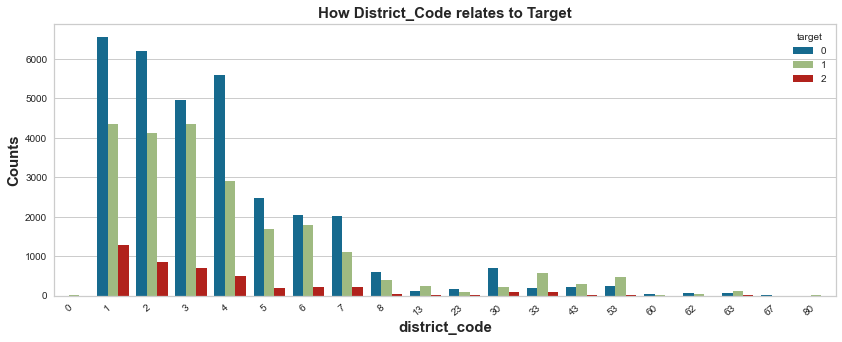 How District_Code relates to Target
target
0
1
2
6000
5000
4000
3000
2000
1000
0
Counts
0 1 2 3 4 5 6 7 8 13 23 30 33 43 53 60 62 63 67 80
district_code